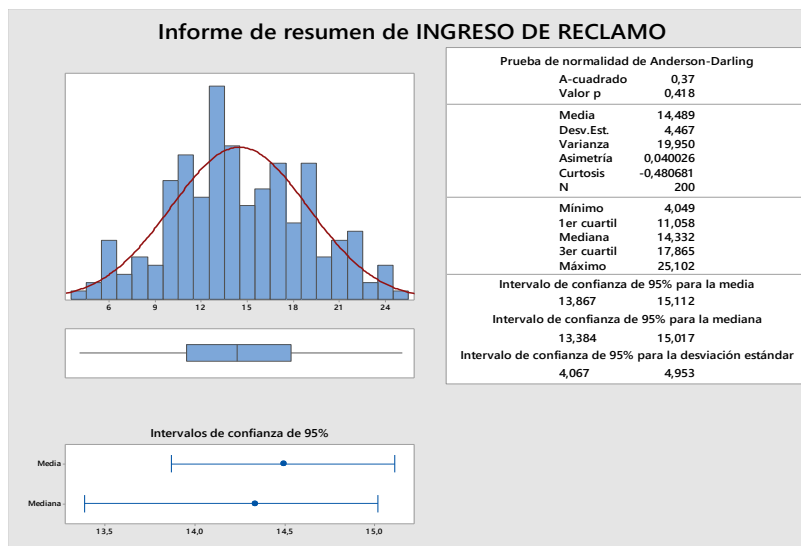 Informe de resumen de INGRESO DE RECLAMO
6 9 12 15 18 21 24
Intervalos de confianza de 95%
Media
Mediana
13,5 14,0 14,5 15,0
Prueba de normalidad de Anderson-Darling
A-cuadrado 0,37
Valor p 0,418
Media 14,489
Desv.Est. 4,467
Varianza 19,950
Asimetría 0,040026
Curtosis -0,480681
N 200
Mínimo 4,049
1er cuartil 11,058
Mediana 14,332
3er cuartil 17,865
Máximo 25,102
Intervalo de confianza de 95% para la media
13,867 15,112
Intervalo de confianza de 95% para la mediana
13,384 15,017
Intervalo de confianza de 95% para la desviación estándar
4,067 4,953